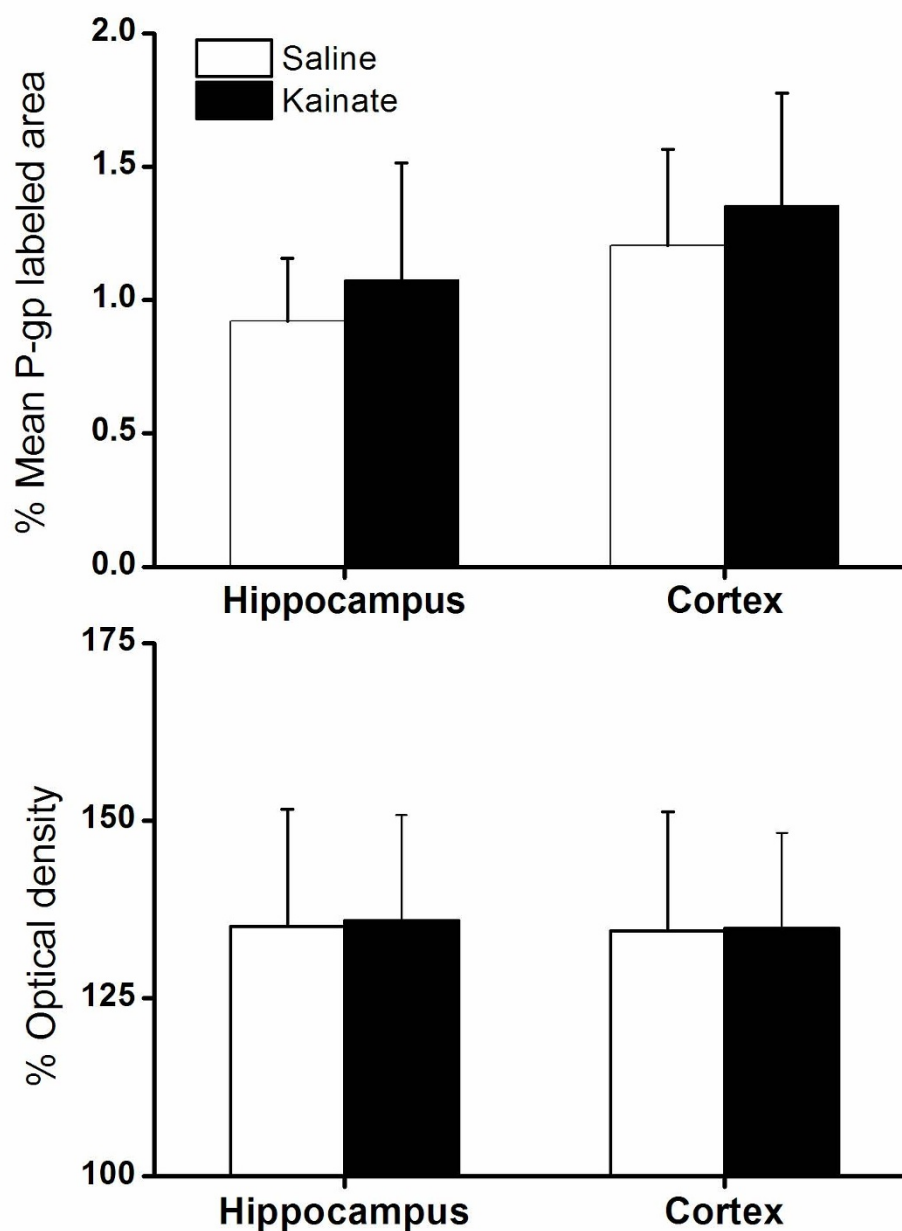 % Mean P-gp labeled area
2.0
1.5
1.0
0.5
0.0
Saline
Kainate
Hippocampus Cortex
% Optical density
175
150
125
100
Hippocampus Cortex